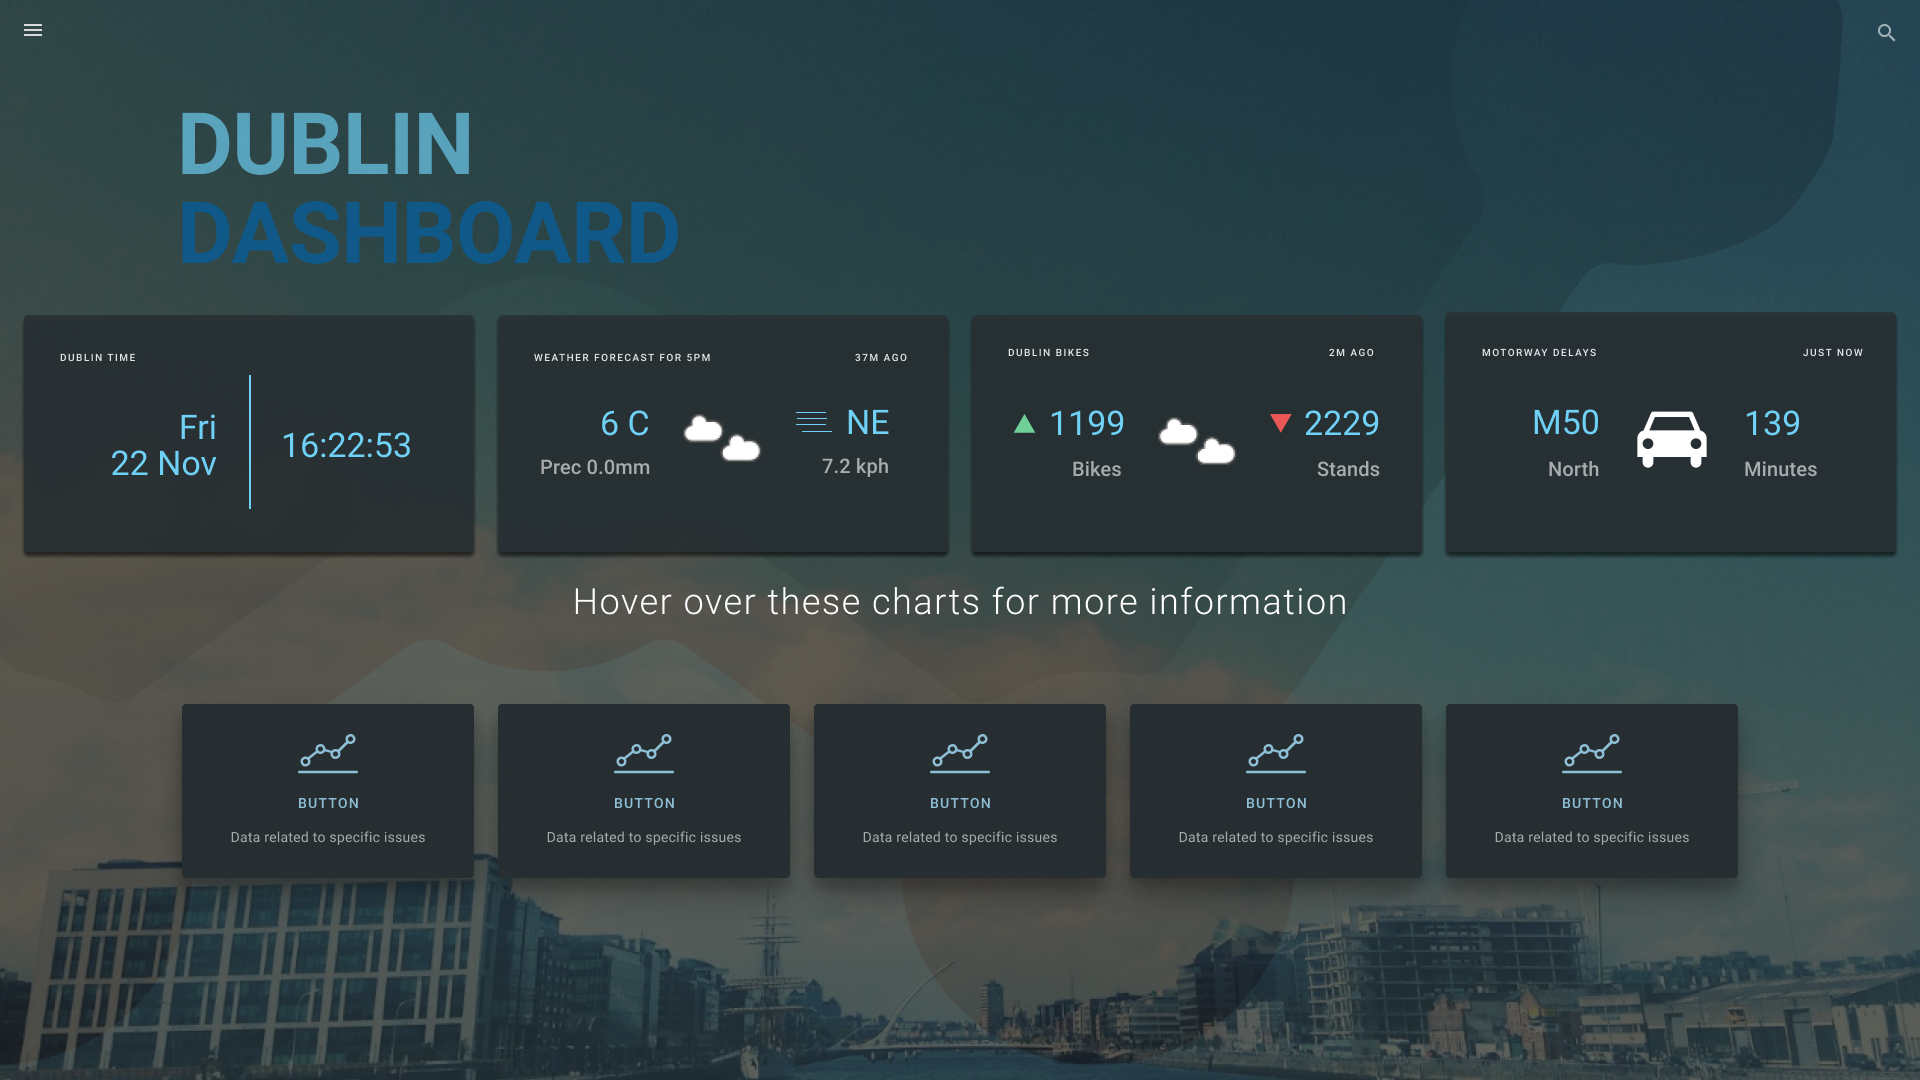 DUBLIN
DASHBOARD
DUBLIN TIME
Fri
22 Nov
16:22:53
WEATHER FORECAST FOR 5PM 37M AGO
6 C NE
Prec 0.0mm 7.2 kph
DUBLIN BIKES 2M AGO
1199 2229
Bikes Stands
MOTORWAY DELAYS JUST NOW
M50 139
North Minutes
Hover over these charts for more information
BUTTON
Data related to specific issues
BUTTON
Data related to specific issues
BUTTON
Data related to specific issues
BUTTON
Data related to specific issues
BUTTON
Data related to specific issues